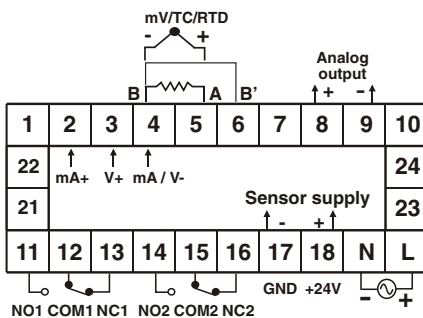 mV/TC/RTD
- +
B A B'
Analog output
+ -
1 2 3 4 5 6 7 8 9 10
22 mA+ V+ mA / V- 24
21 Sensor supply 23
- +
11 12 13 14 15 16 17 18 N L
NO1 COM1 NC1 NO2 COM2 NC2 GND +24V - +